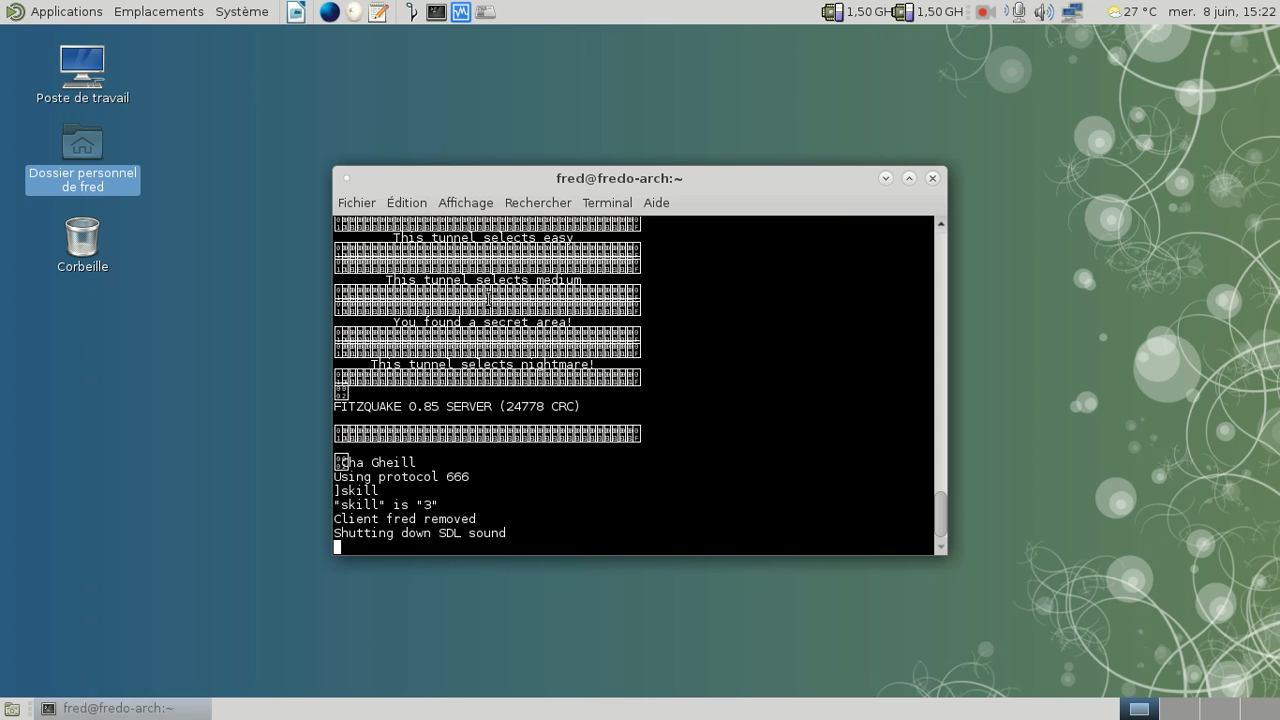 Applications Emplacements Système 1,50 GH 1,50 GH 27 °C mer. 8 juin, 15:22
Poste de travail
Dossier personnel
de fred
Corbeille
fred@fredo-arch:~
Fichier Édition Affichage Rechercher Terminal Aide
This tunnel selects easy
This tunnel selects medium
You found a secret area!
This tunnel selects nightmare!
FITZQUAKE 0.85 SERVER (24778 CRC)
Cha Gheill
Using protocol 666
]skill
"skill" is "3"
Client fred removed
Shutting down SDL sound
fred@fredo-arch:~